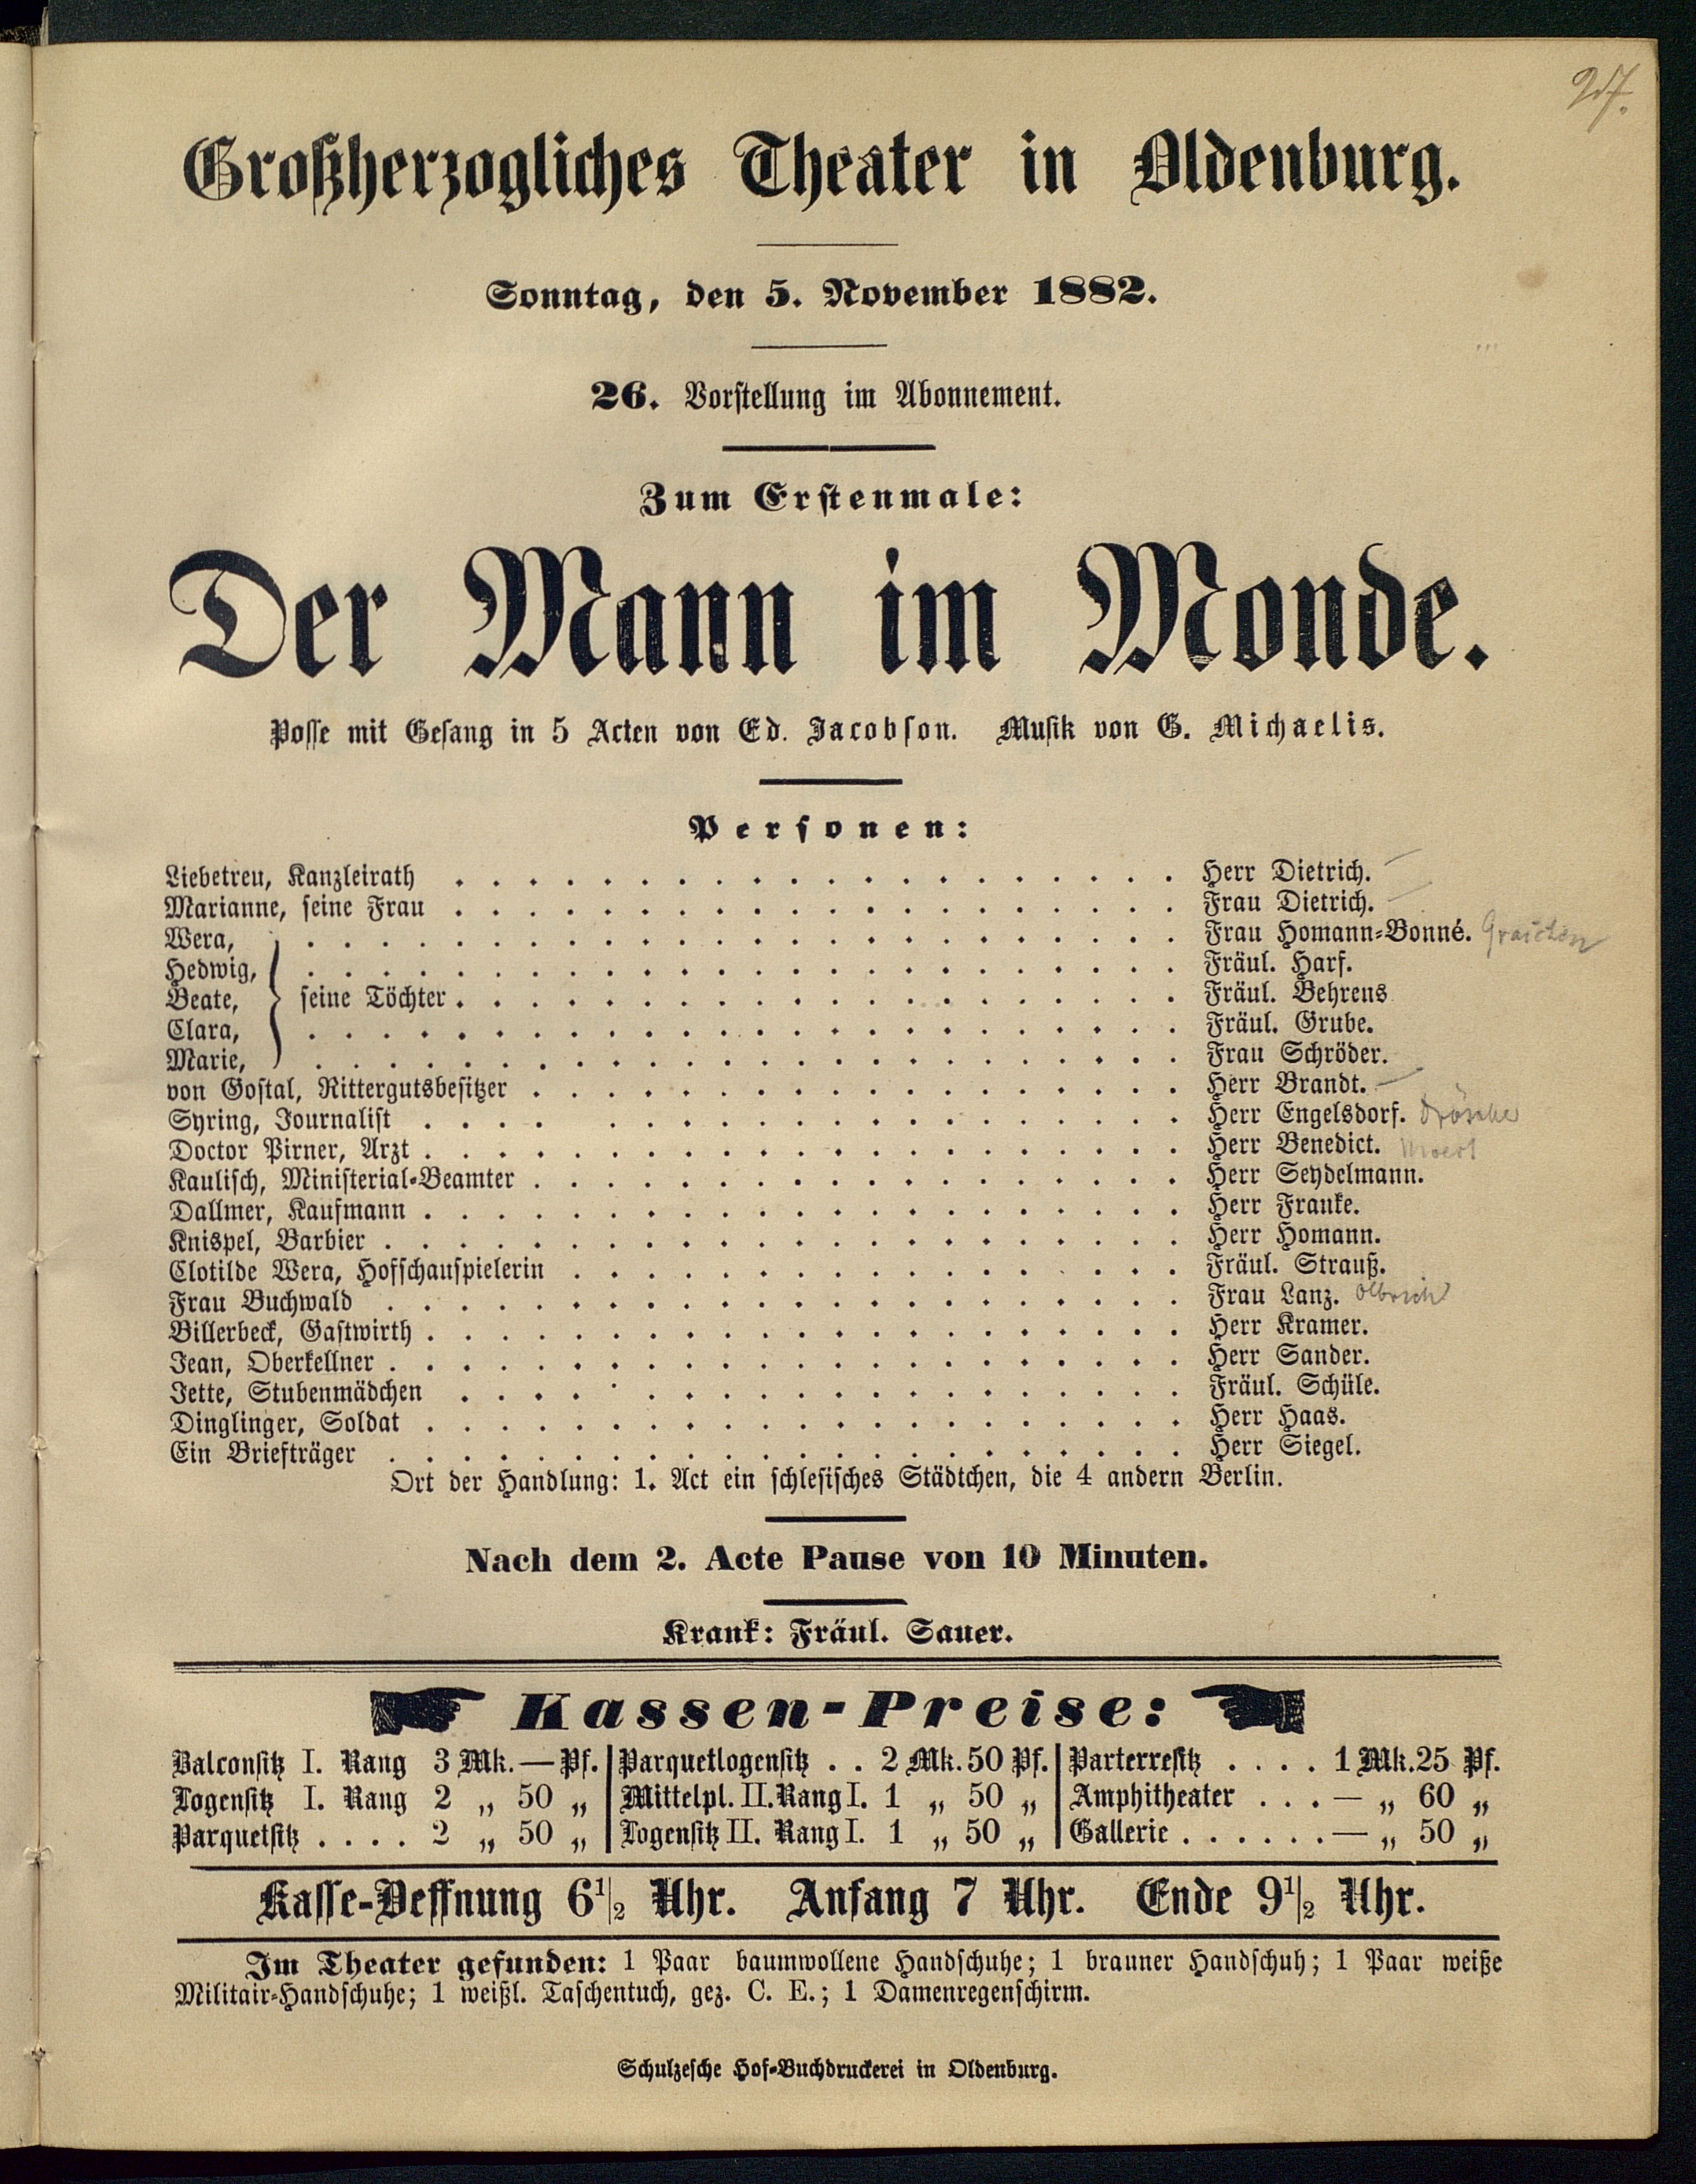 27.
Großherzogliches Theater in Oldenburg.
Sonntag, den 5. November 1882.
26. Vorstellung im Abonnement.
Zum Erstenmale:
Der Mann im Monde.
Posse mit Gesang in 5 Acten von Ed. Jacobson. Musik von G. Michaelis.
Personen:
Liebetreu, Kanzleirath . . . . . . . . . . . . . . . . . . . . Herr Dietrich.
Marianne, seine Frau . . . . . . . . . . . . . . . . . . . . Frau Dietrich.
Wera, . . . . . . . . . . . . . . . . . . . . . . . . Frau Homann-Bonné.
Hedwig, . . . . . . . . . . . . . . . . . . . . . . . . Fräul. Harf.
Beate, } seine Töchter . . . . . . . . . . . . . . . . . . . . Fräul. Behrens
Clara, . . . . . . . . . . . . . . . . . . . . . . . . Fräul. Grube.
Marie, . . . . . . . . . . . . . . . . . . . . . . . . Frau Schröder.
von Gostal, Rittergutsbesitzer . . . . . . . . . . . . . . . . . . Herr Brandt.
Syring, Journalist . . . . . . . . . . . . . . . . . . . . Herr Engelsdorf.
Doctor Pirner, Arzt . . . . . . . . . . . . . . . . . . . . . Herr Benedict.
Kaulisch, Ministerial-Beamter . . . . . . . . . . . . . . . . . . Herr Seydelmann.
Dallmer, Kaufmann . . . . . . . . . . . . . . . . . . . . . Herr Franke.
Knispel, Barbier . . . . . . . . . . . . . . . . . . . . . . Herr Homann.
Clotilde Wera, Hofschauspielerin . . . . . . . . . . . . . . . . . Fräul. Strauß.
Frau Buchwald . . . . . . . . . . . . . . . . . . . . . . Frau Lanz. Olbrich
Billerbeck, Gastwirth . . . . . . . . . . . . . . . . . . . . . Herr Kramer.
Jean, Oberkellner . . . . . . . . . . . . . . . . . . . . . . Herr Sander.
Jette, Stubenmädchen . . . . . . . . . . . . . . . . . . . . Fräul. Schüle.
Dinglinger, Soldat . . . . . . . . . . . . . . . . . . . . . Herr Haas.
Ein Briefträger . . . . . . . . . . . . . . . . . . . . . . Herr Siegel.
Ort der Handlung: 1. Act ein schlesisches Städtchen, die 4 andern Berlin.
Nach dem 2. Acte Pause von 10 Minuten.
Krank: Fräul. Sauer.
Kassen-Preise:
Balconsitz I. Rang 3 Mk. — Pf. | Parquetlogensitz . . 2 Mk. 50 Pf. | Parterresitz . . . . 1 Mk. 25 Pf.
Logensitz I. Rang 2 „ 50 „ | Mittelpl. II. Rang I. 1 „ 50 „ | Amphitheater . . . — „ 60 „
Parquetsitz . . . . 2 „ 50 „ | Logensitz II. Rang I. 1 „ 50 „ | Gallerie . . . . . . — „ 50 „
Kasse-Oeffnung 6 1/2 Uhr. Anfang 7 Uhr. Ende 9 1/2 Uhr.
Im Theater gefunden: 1 Paar baumwollene Handschuhe; 1 brauner Handschuh; 1 Paar weiße
Militair-Handschuhe; 1 weißl. Taschentuch, gez. C. E.; 1 Damenregenschirm.
Schulzesche Hof-Buchdruckerei in Oldenburg.